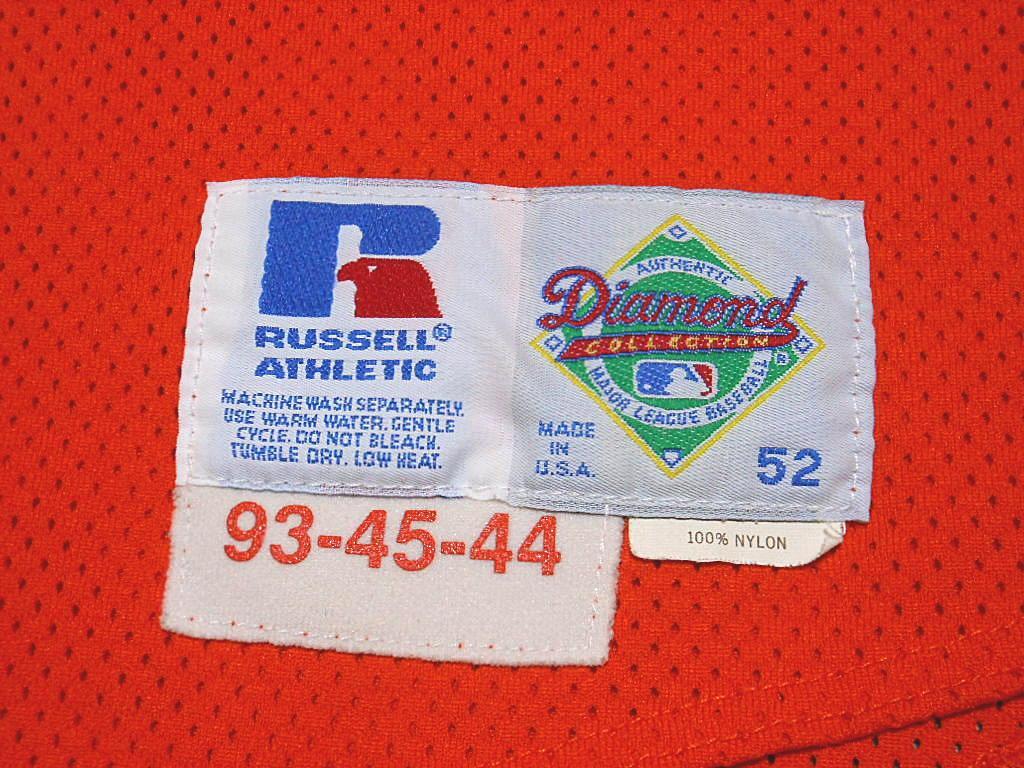 RUSSELL®
ATHLETIC
MACHINE WASH SEPARATELY.
USE WARM WATER. GENTLE
CYCLE. DO NOT BLEACH.
TUMBLE DRY. LOW HEAT.
AUTHENTIC
Diamond
COLLECTION
®
MAJOR LEAGUE BASEBALL
MADE
IN
U.S.A.
52
93-45-44
100% NYLON